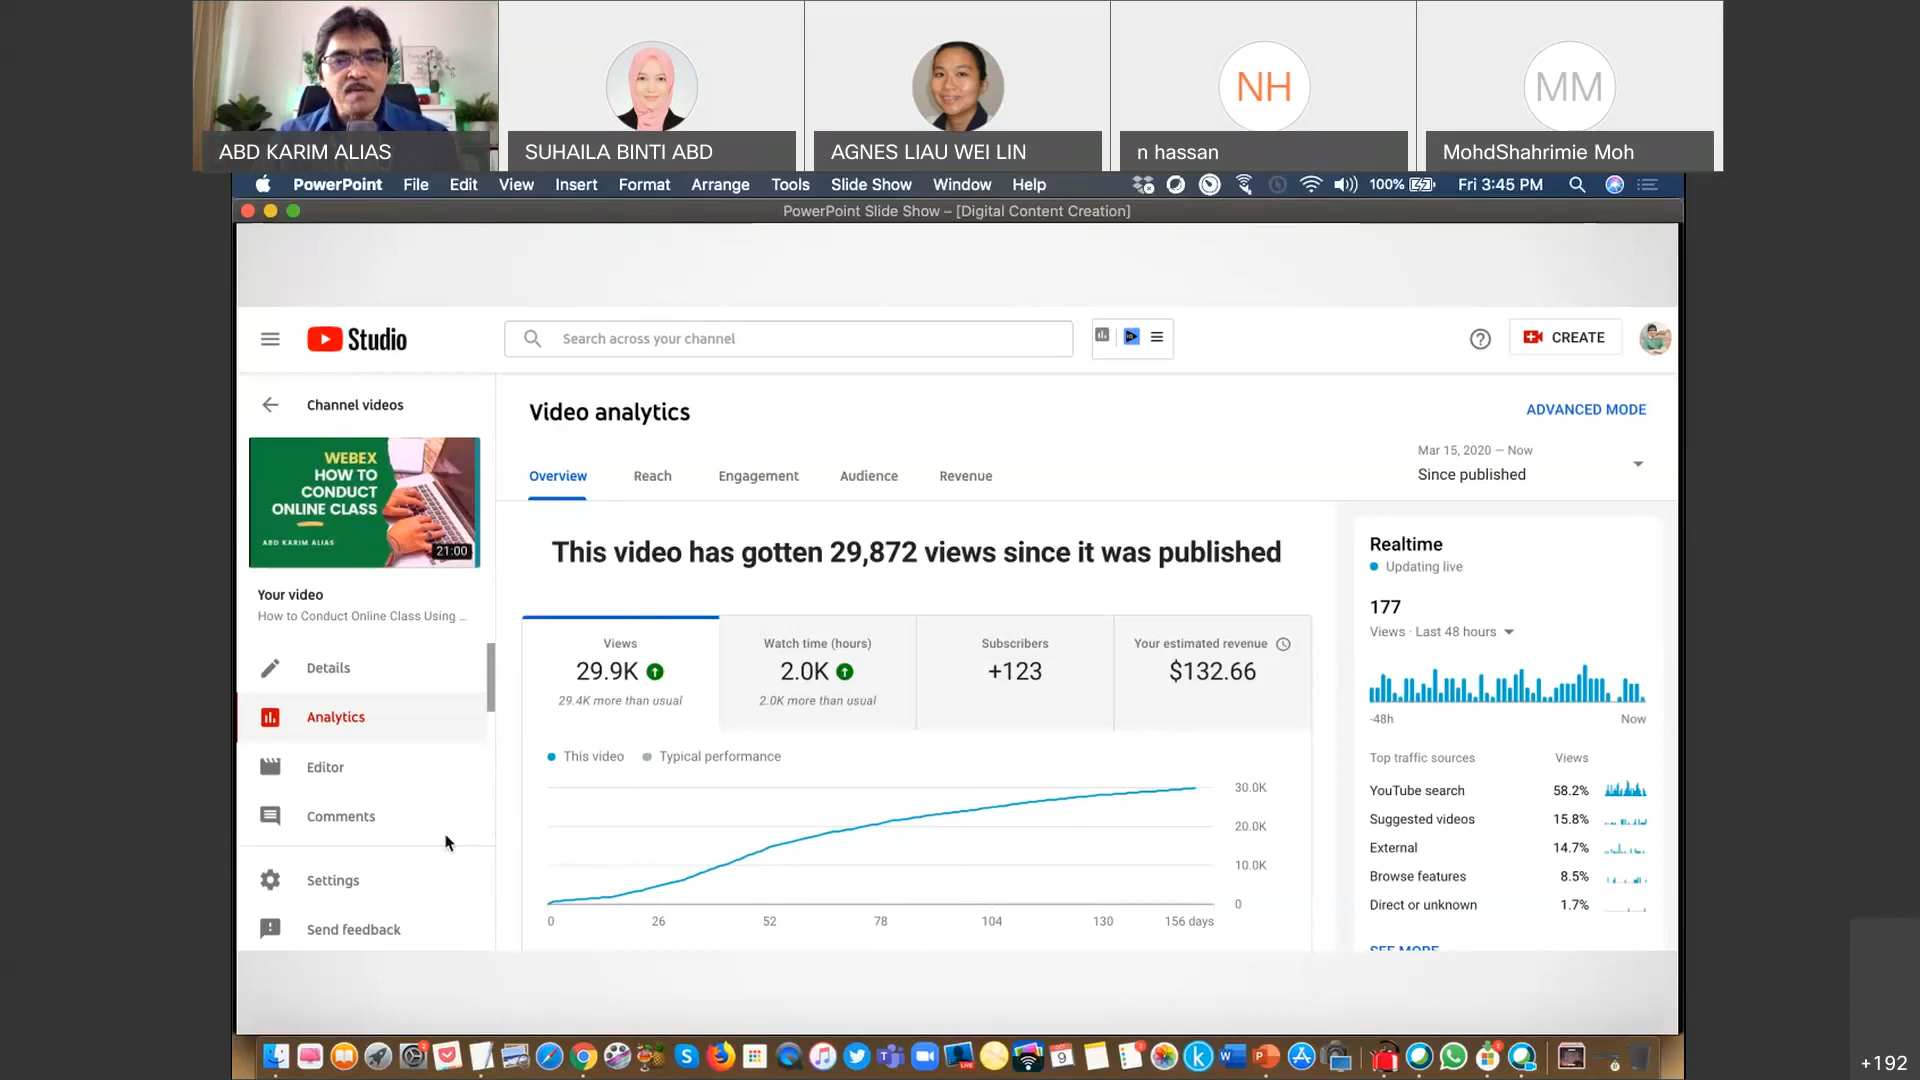 ABD KARIM ALIAS
SUHAILA BINTI ABD
AGNES LIAU WEI LIN
NH
n hassan
MM
MohdShahrimie Moh
PowerPoint File Edit View Insert Format Arrange Tools Slide Show Window Help 100% Fri 3:45 PM
PowerPoint Slide Show – [Digital Content Creation]
Studio
Search across your channel
CREATE
Channel videos
WEBEX
HOW TO
CONDUCT
ONLINE CLASS
ABD KARIM ALIAS
21:00
Your video
How to Conduct Online Class Using ...
Details
Analytics
Editor
Comments
Settings
Send feedback
Video analytics
ADVANCED MODE
Overview Reach Engagement Audience Revenue
Mar 15, 2020 – Now
Since published
This video has gotten 29,872 views since it was published
Views
29.9K
29.4K more than usual
Watch time (hours)
2.0K
2.0K more than usual
Subscribers
+123
Your estimated revenue
$132.66
This video Typical performance
30.0K
20.0K
10.0K
0
0 26 52 78 104 130 156 days
Realtime
Updating live
177
Views · Last 48 hours
-48h Now
Top traffic sources Views
YouTube search 58.2%
Suggested videos 15.8%
External 14.7%
Browse features 8.5%
Direct or unknown 1.7%
SEE MORE
+192